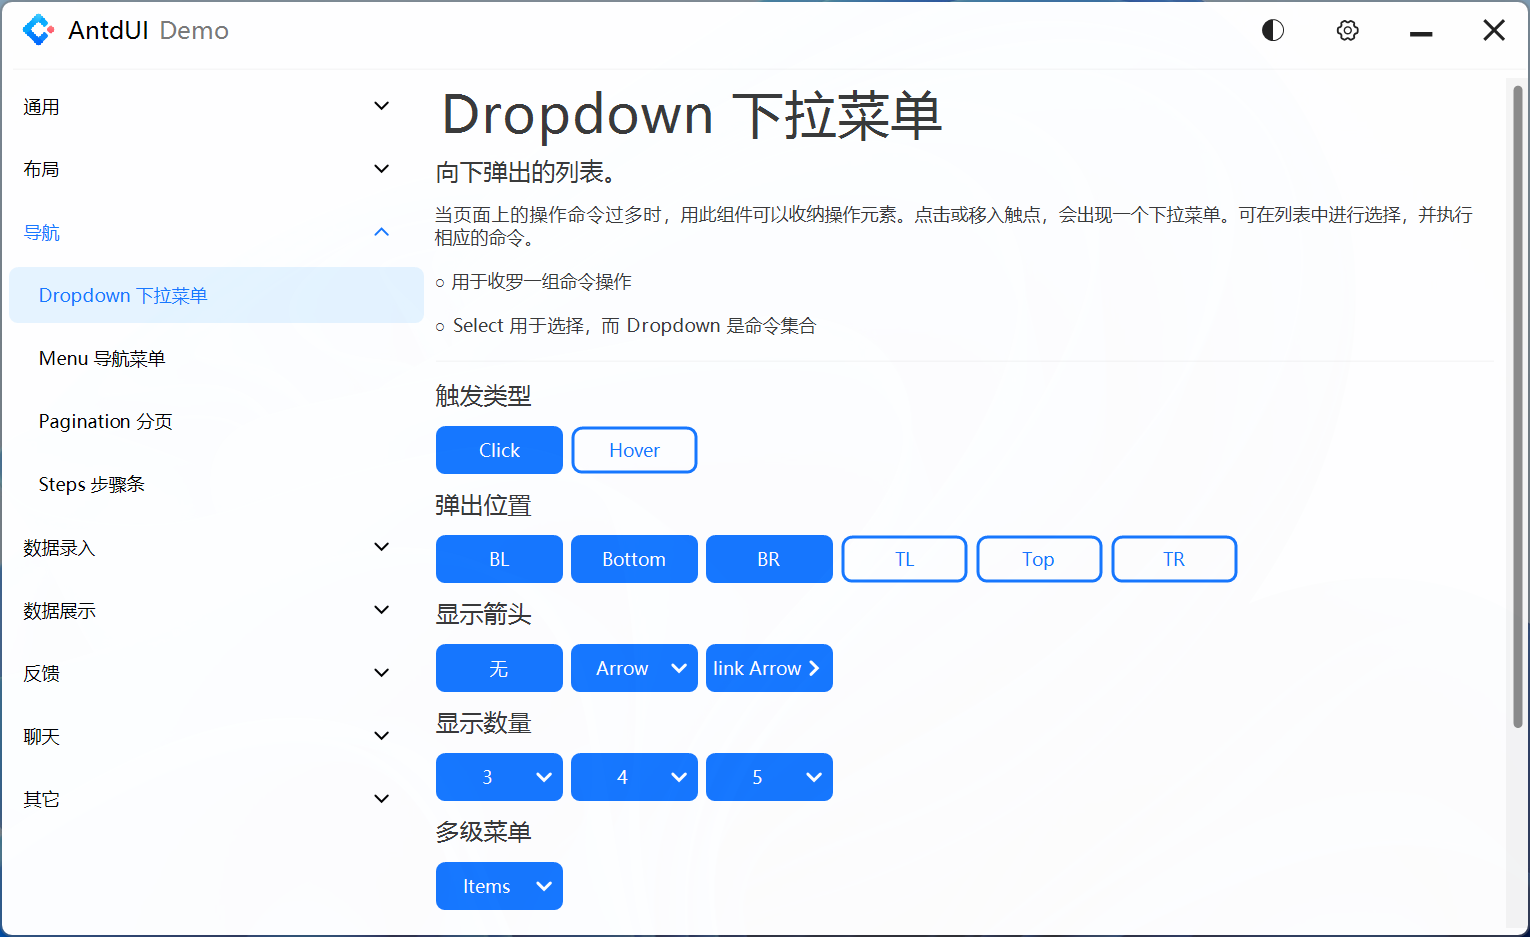 AntdUI Demo
通用
布局
导航
Dropdown 下拉菜单
Menu 导航菜单
Pagination 分页
Steps 步骤条
数据录入
数据展示
反馈
聊天
其它
Dropdown 下拉菜单
向下弹出的列表。
当页面上的操作命令过多时，用此组件可以收纳操作元素。点击或移入触点，会出现一个下拉菜单。可在列表中进行选择，并执行
相应的命令。
○ 用于收罗一组命令操作
○ Select 用于选择，而 Dropdown 是命令集合
触发类型
Click Hover
弹出位置
BL Bottom BR TL Top TR
显示箭头
无 Arrow link Arrow
显示数量
3 4 5
多级菜单
Items